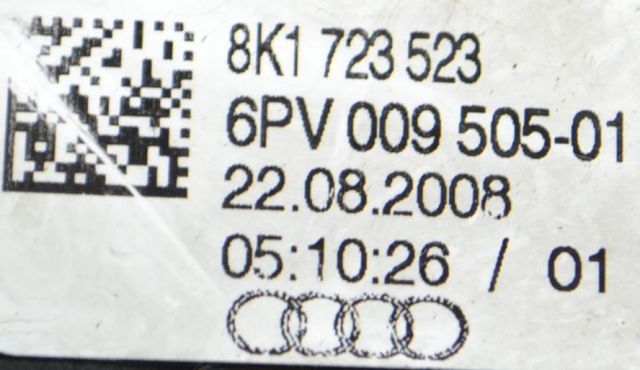 8K1 723 523
6PV 009 505-01
22.08.2008
05:10:26 / 01